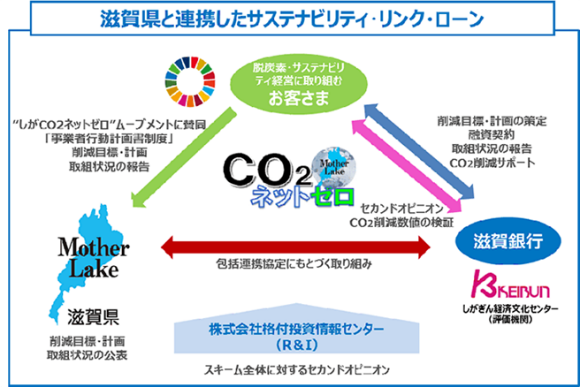 滋賀県と連携したサステナビリティ・リンク・ローン
脱炭素・サステナビリ
ティ経営に取り組む
お客さま
"しがCO2ネットゼロ"ムーブメントに賛同
「事業者行動計画書制度」
削減目標・計画
取組状況の報告
削減目標・計画の策定
融資契約
取組状況の報告
CO2削減サポート
CO2
Mother
Lake
ネットゼロ
セカンドオピニオン
CO2削減数値の検証
Mother
Lake
滋賀県
削減目標・計画
取組状況の公表
包括連携協定にもとづく取り組み
滋賀銀行
KEIBUN
しがぎん経済文化センター
(評価機関)
株式会社格付投資情報センター
(R&I)
スキーム全体に対するセカンドオピニオン